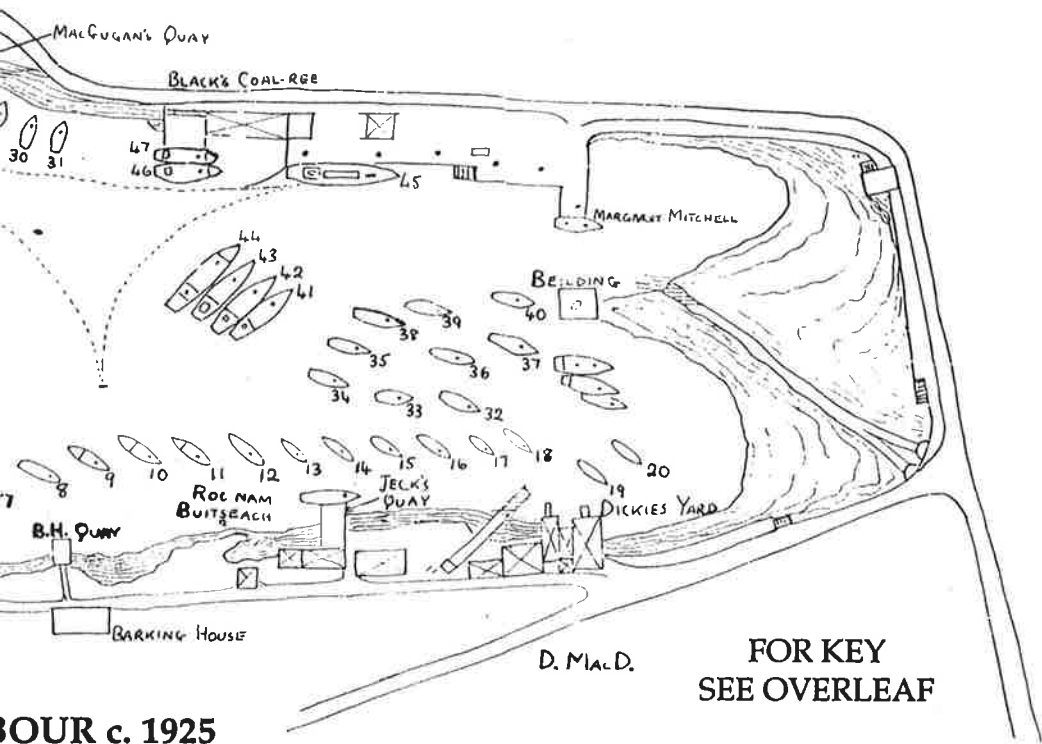 MACGUGAN'S QUAY
BLACK'S COAL-REE
30
31
47
46
45
MARGARET MITCHELL
44
43
42
41
BEILDING
40
39
38
37
36
35
34
33
32
7
8
9
10
11
12
13
14
15
16
17
18
19
20
ROC NAM
BUITSEACH
JECK'S
QUAY
DICKIES YARD
B.H. QUAY
BARKING HOUSE
D. MACD.
FOR KEY
SEE OVERLEAF
BOUR c. 1925